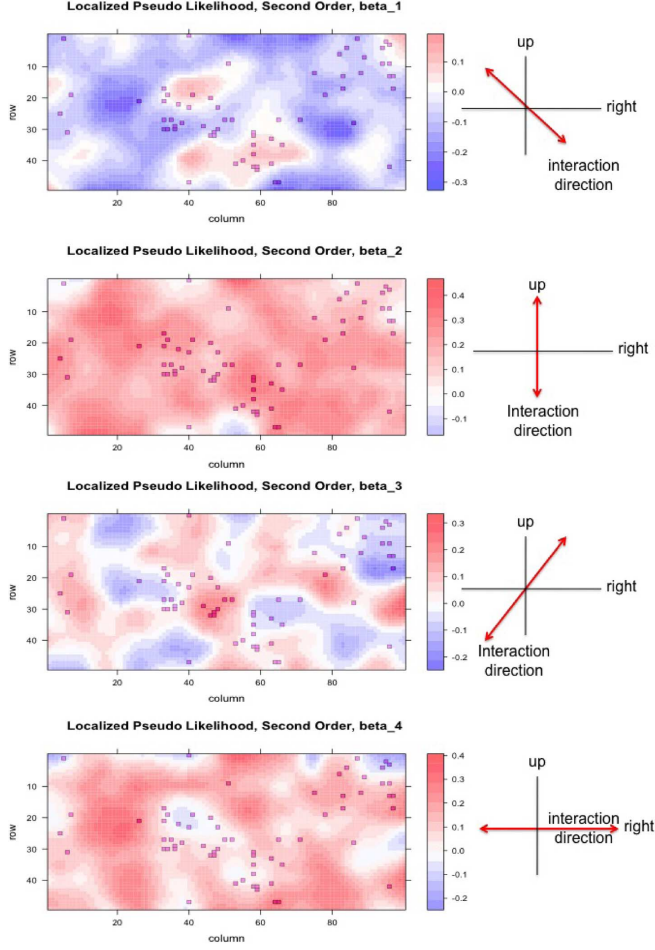 Localized Pseudo Likelihood, Second Order, beta_1
10
20
30
40
row
20
40
60
80
column
0.1
0.0
-0.1
-0.2
-0.3
up
right
interaction
direction
Localized Pseudo Likelihood, Second Order, beta_2
10
20
30
40
row
20
40
60
80
column
0.4
0.3
0.2
0.1
0.0
-0.1
up
right
Interaction
direction
Localized Pseudo Likelihood, Second Order, beta_3
10
20
30
40
row
20
40
60
80
column
0.3
0.2
0.1
0.0
-0.1
-0.2
up
right
Interaction
direction
Localized Pseudo Likelihood, Second Order, beta_4
10
20
30
40
row
20
40
60
80
column
0.4
0.3
0.2
0.1
0.0
-0.1
-0.2
up
interaction
right
direction